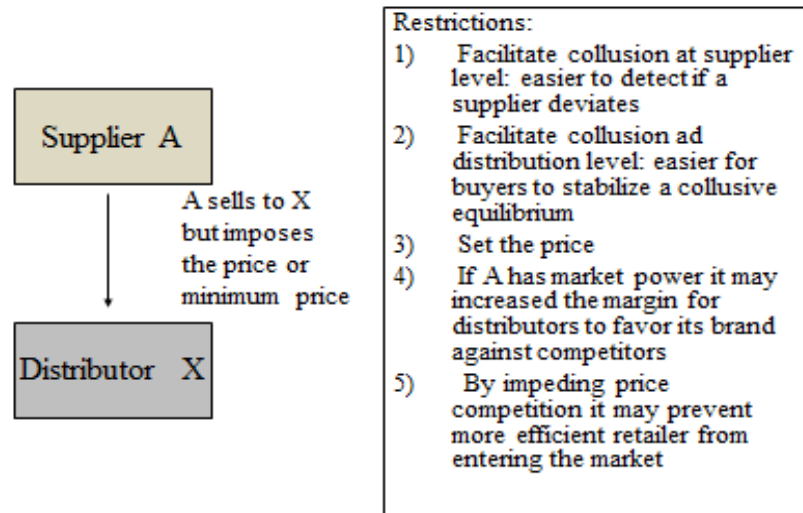 Supplier A
A sells to X
but imposes
the price or
minimum price
Distributor X
Restrictions:
1) Facilitate collusion at supplier
level: easier to detect if a
supplier deviates
2) Facilitate collusion ad
distribution level: easier for
buyers to stabilize a collusive
equilibrium
3) Set the price
4) If A has market power it may
increased the margin for
distributors to favor its brand
against competitors
5) By impeding price
competition it may prevent
more efficient retailer from
entering the market